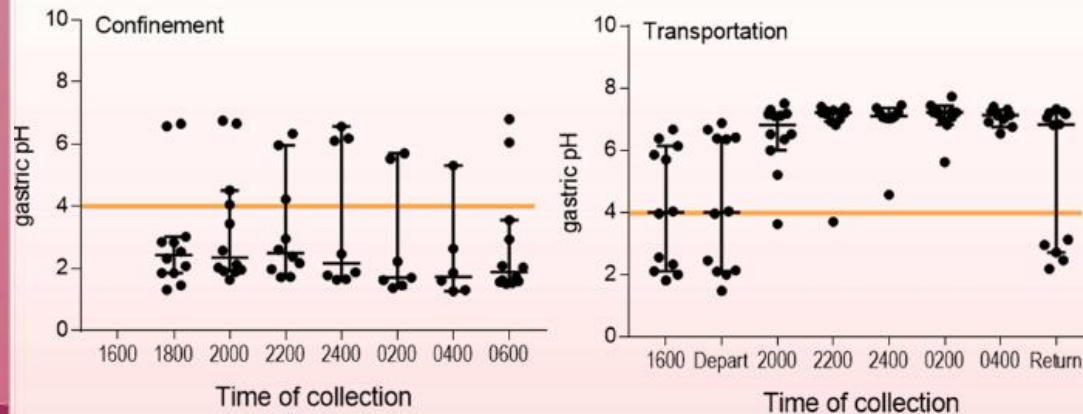 Confinement
gastric pH
10
8
6
4
2
0
1600 1800 2000 2200 2400 0200 0400 0600
Time of collection
Transportation
gastric pH
10
8
6
4
2
0
1600 Depart 2000 2200 2400 0200 0400 Return
Time of collection